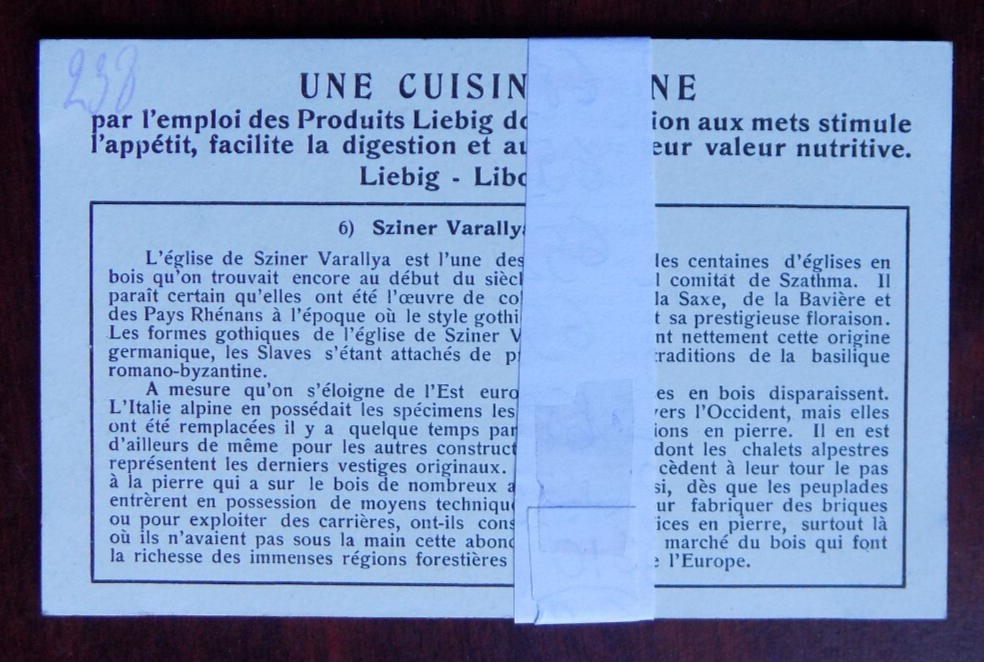 238
UNE CUISIN NE
par l'emploi des Produits Liebig do ion aux mets stimule
l'appétit, facilite la digestion et au eur valeur nutritive.
Liebig - Libo
6) Sziner Varallya
L'église de Sziner Varallya est l'une des les centaines d'églises en
bois qu'on trouvait encore au début du siècl l comitát de Szathma. Il
paraît certain qu'elles ont été l'œuvre de co la Saxe, de la Bavière et
des Pays Rhénans à l'époque où le style gothi t sa prestigieuse floraison.
Les formes gothiques de l'église de Sziner V nt nettement cette origine
germanique, les Slaves s'étant attachés de p traditions de la basilique
romano-byzantine.
A mesure qu'on s'éloigne de l'Est euro es en bois disparaissent.
L'Italie alpine en possédait les spécimens les vers l'Occident, mais elles
ont été remplacées il y a quelque temps par ions en pierre. Il en est
d'ailleurs de même pour les autres construct dont les chalets alpestres
représentent les derniers vestiges originaux. cèdent à leur tour le pas
à la pierre qui a sur le bois de nombreux a si, dès que les peuplades
entrèrent en possession de moyens technique ur fabriquer des briques
ou pour exploiter des carrières, ont-ils cons ices en pierre, surtout là
où ils n'avaient pas sous la main cette abond marché du bois qui font
la richesse des immenses régions forestières e l'Europe.